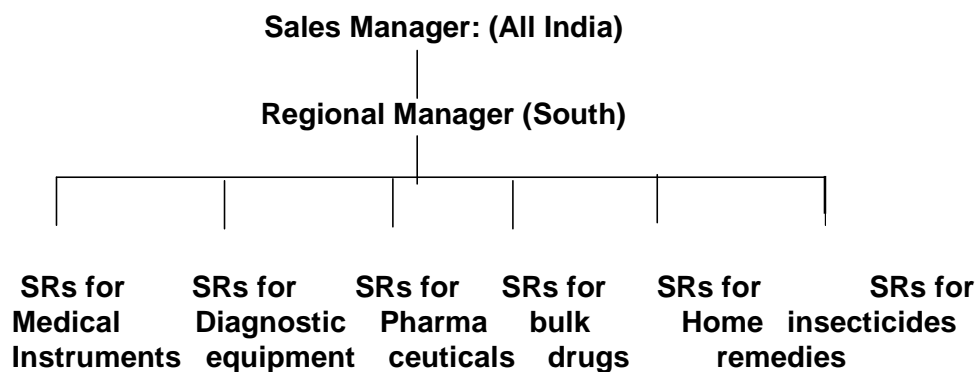 Sales Manager: (All India)
Regional Manager (South)
SRs for SRs for SRs for SRs for SRs for SRs for
Medical Diagnostic Pharma bulk Home insecticides
Instruments equipment ceuticals drugs remedies